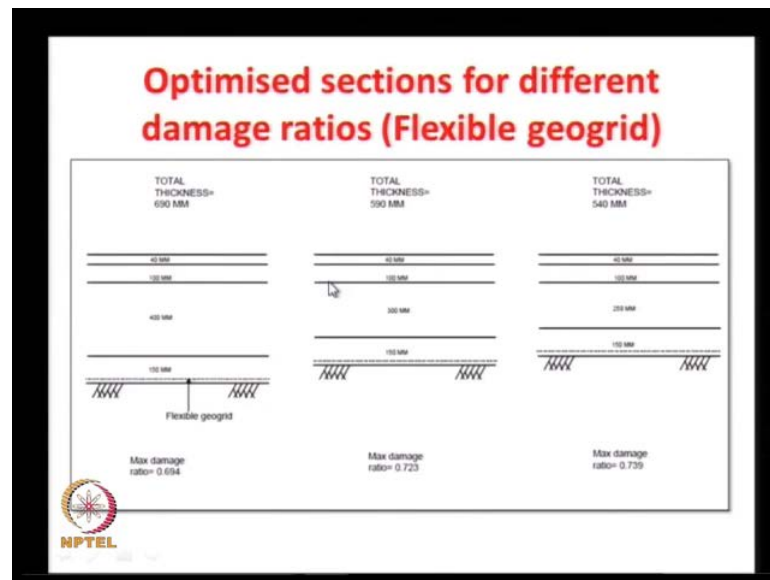 Optimised sections for different
damage ratios (Flexible geogrid)
TOTAL
THICKNESS=
690 MM
40 MM
100 MM
400 MM
150 MM
Flexible geogrid
Max damage
ratio= 0.694
TOTAL
THICKNESS=
590 MM
40 MM
100 MM
300 MM
150 MM
Max damage
ratio= 0.723
TOTAL
THICKNESS=
540 MM
40 MM
100 MM
250 MM
150 MM
Max damage
ratio= 0.739
NPTEL